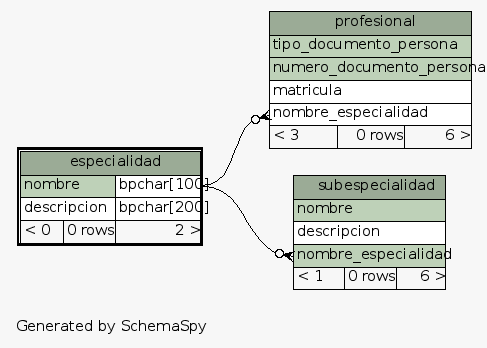 profesional
tipo_documento_persona
numero_documento_persona
matricula
nombre_especialidad
< 3 0 rows 6 >
especialidad
nombre bpchar[100]
descripcion bpchar[200]
< 0 0 rows 2 >
subespecialidad
nombre
descripcion
nombre_especialidad
< 1 0 rows 6 >
Generated by SchemaSpy